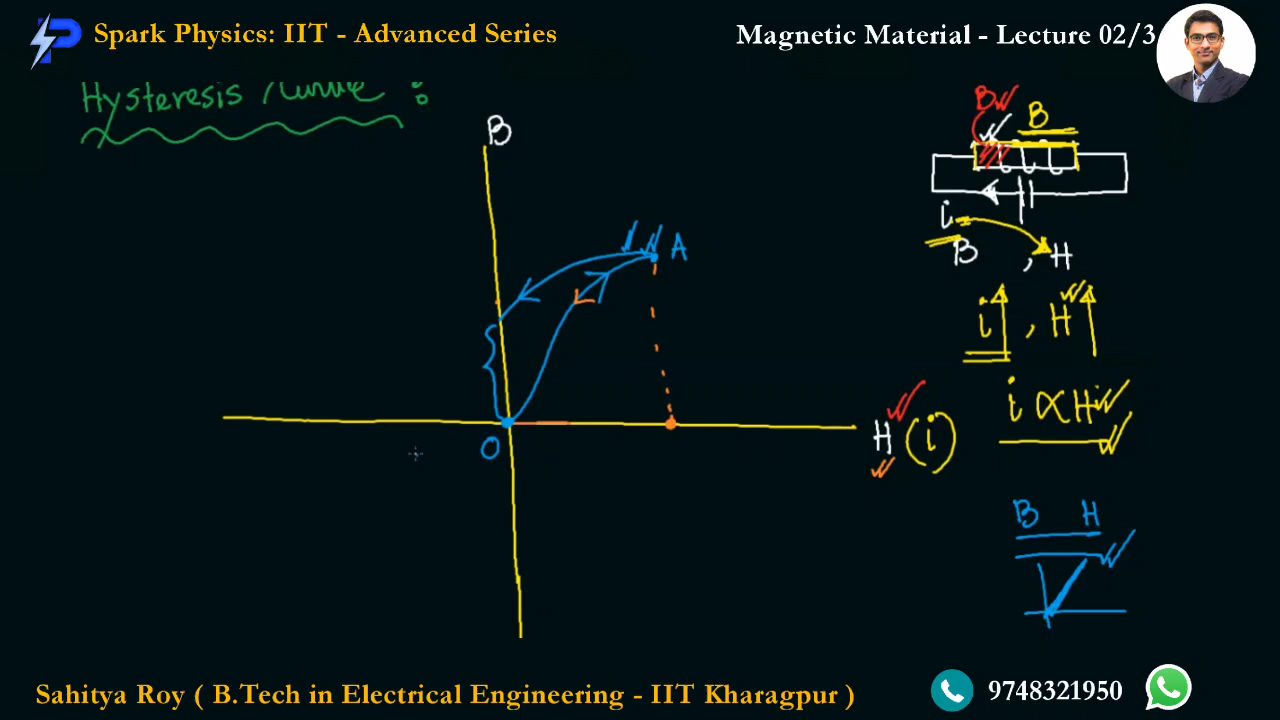 Spark Physics: IIT - Advanced Series
Magnetic Material - Lecture 02/3
Hysteresis Curve :
B
A
O
H (i)
B B
i
B , H
i , H
i ∝ H
B H
Sahitya Roy ( B.Tech in Electrical Engineering - IIT Kharagpur )
9748321950